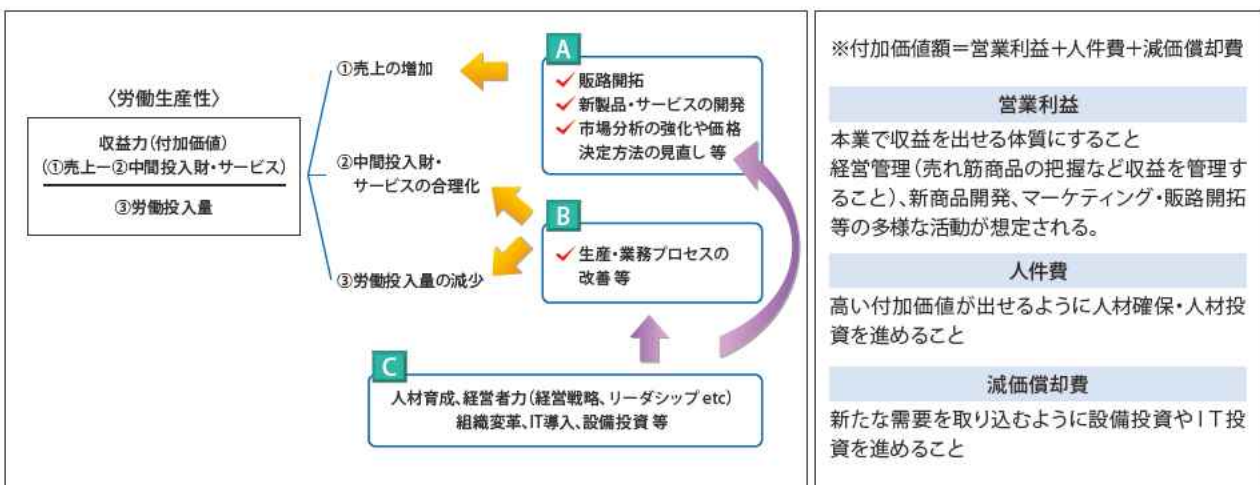 〈労働生産性〉
収益力(付加価値)
(①売上ー②中間投入財・サービス)
③労働投入量
①売上の増加
②中間投入財・
サービスの合理化
③労働投入量の減少
A
販路開拓
新製品・サービスの開発
市場分析の強化や価格
決定方法の見直し 等
B
生産・業務プロセスの
改善 等
C
人材育成、経営者力(経営戦略、リーダシップ etc)
組織変革、IT導入、設備投資 等
※付加価値額=営業利益+人件費+減価償却費
営業利益
本業で収益を出せる体質にすること
経営管理(売れ筋商品の把握など収益を管理す
ること)、新商品開発、マーケティング・販路開拓
等の多様な活動が想定される。
人件費
高い付加価値が出せるように人材確保・人材投
資を進めること
減価償却費
新たな需要を取り込むように設備投資やIT投
資を進めること